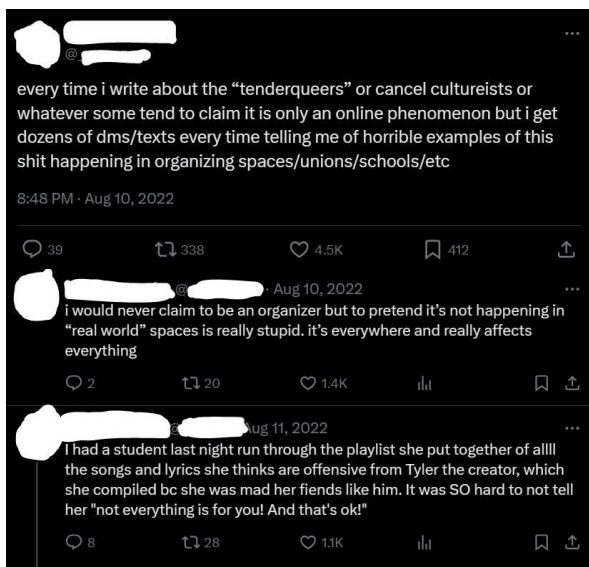 @
every time i write about the “tenderqueers” or cancel cultureists or
whatever some tend to claim it is only an online phenomenon but i get
dozens of dms/texts every time telling me of horrible examples of this
shit happening in organizing spaces/unions/schools/etc
8:48 PM · Aug 10, 2022
39 338 4.5K 412
@ · Aug 10, 2022
i would never claim to be an organizer but to pretend it’s not happening in
“real world” spaces is really stupid. it’s everywhere and really affects
everything
2 20 1.4K
@ Aug 11, 2022
I had a student last night run through the playlist she put together of allll
the songs and lyrics she thinks are offensive from Tyler the creator, which
she compiled bc she was mad her fiends like him. It was SO hard to not tell
her "not everything is for you! And that's ok!"
8 28 1.1K